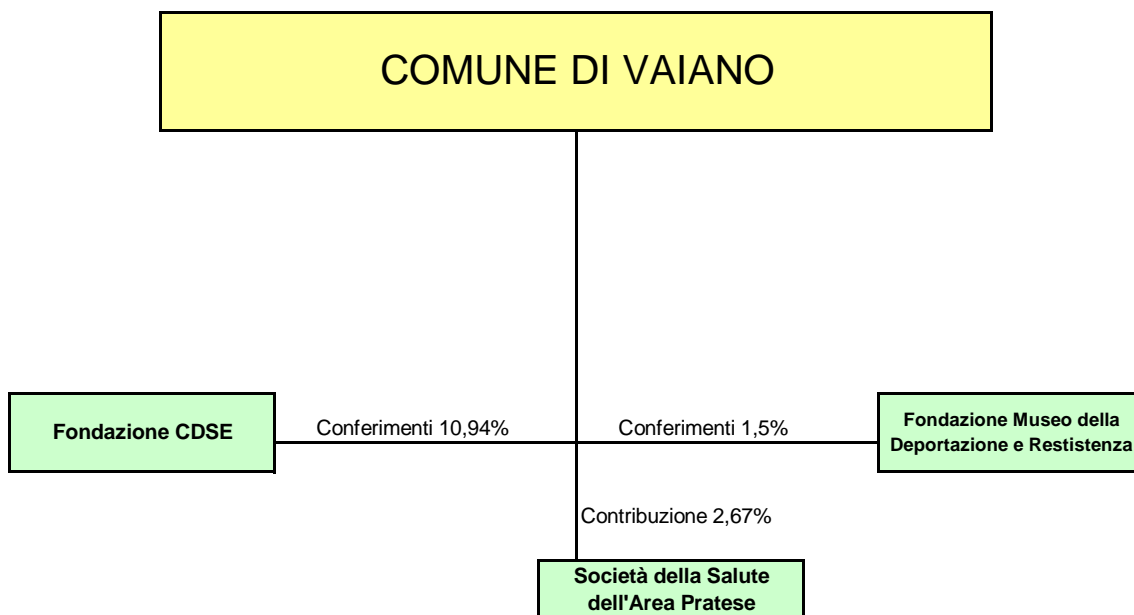 COMUNE DI VAIANO
Fondazione CDSE
Conferimenti 10,94%
Conferimenti 1,5%
Fondazione Museo della
Deportazione e Restistenza
Contribuzione 2,67%
Società della Salute
dell'Area Pratese